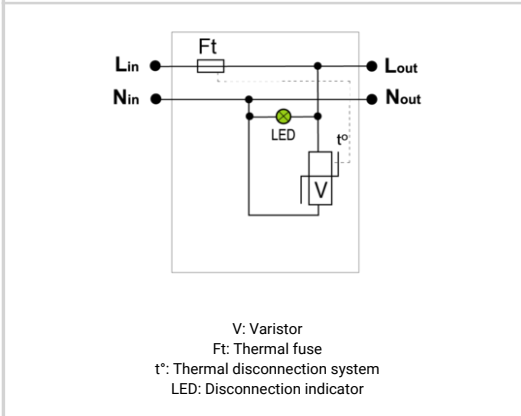 Ft
Lin
Lout
Nin
Nout
LED
t°
V
V: Varistor
Ft: Thermal fuse
t°: Thermal disconnection system
LED: Disconnection indicator